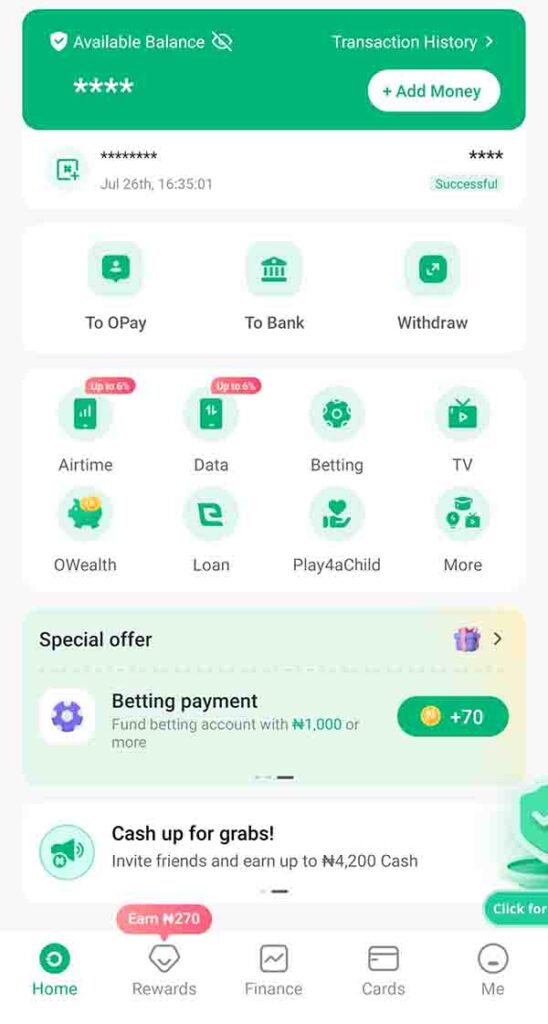 Available Balance
Transaction History >
****
+ Add Money
********
****
Jul 26th, 16:35:01
Successful
To OPay
To Bank
Withdraw
Up to 6%
Up to 6%
Airtime
Data
Betting
TV
OWealth
Loan
Play4aChild
More
Special offer
Betting payment
Fund betting account with ₦1,000 or
more
+70
Cash up for grabs!
Invite friends and earn up to ₦4,200 Cash
Click for
Earn ₦270
Home
Rewards
Finance
Cards
Me